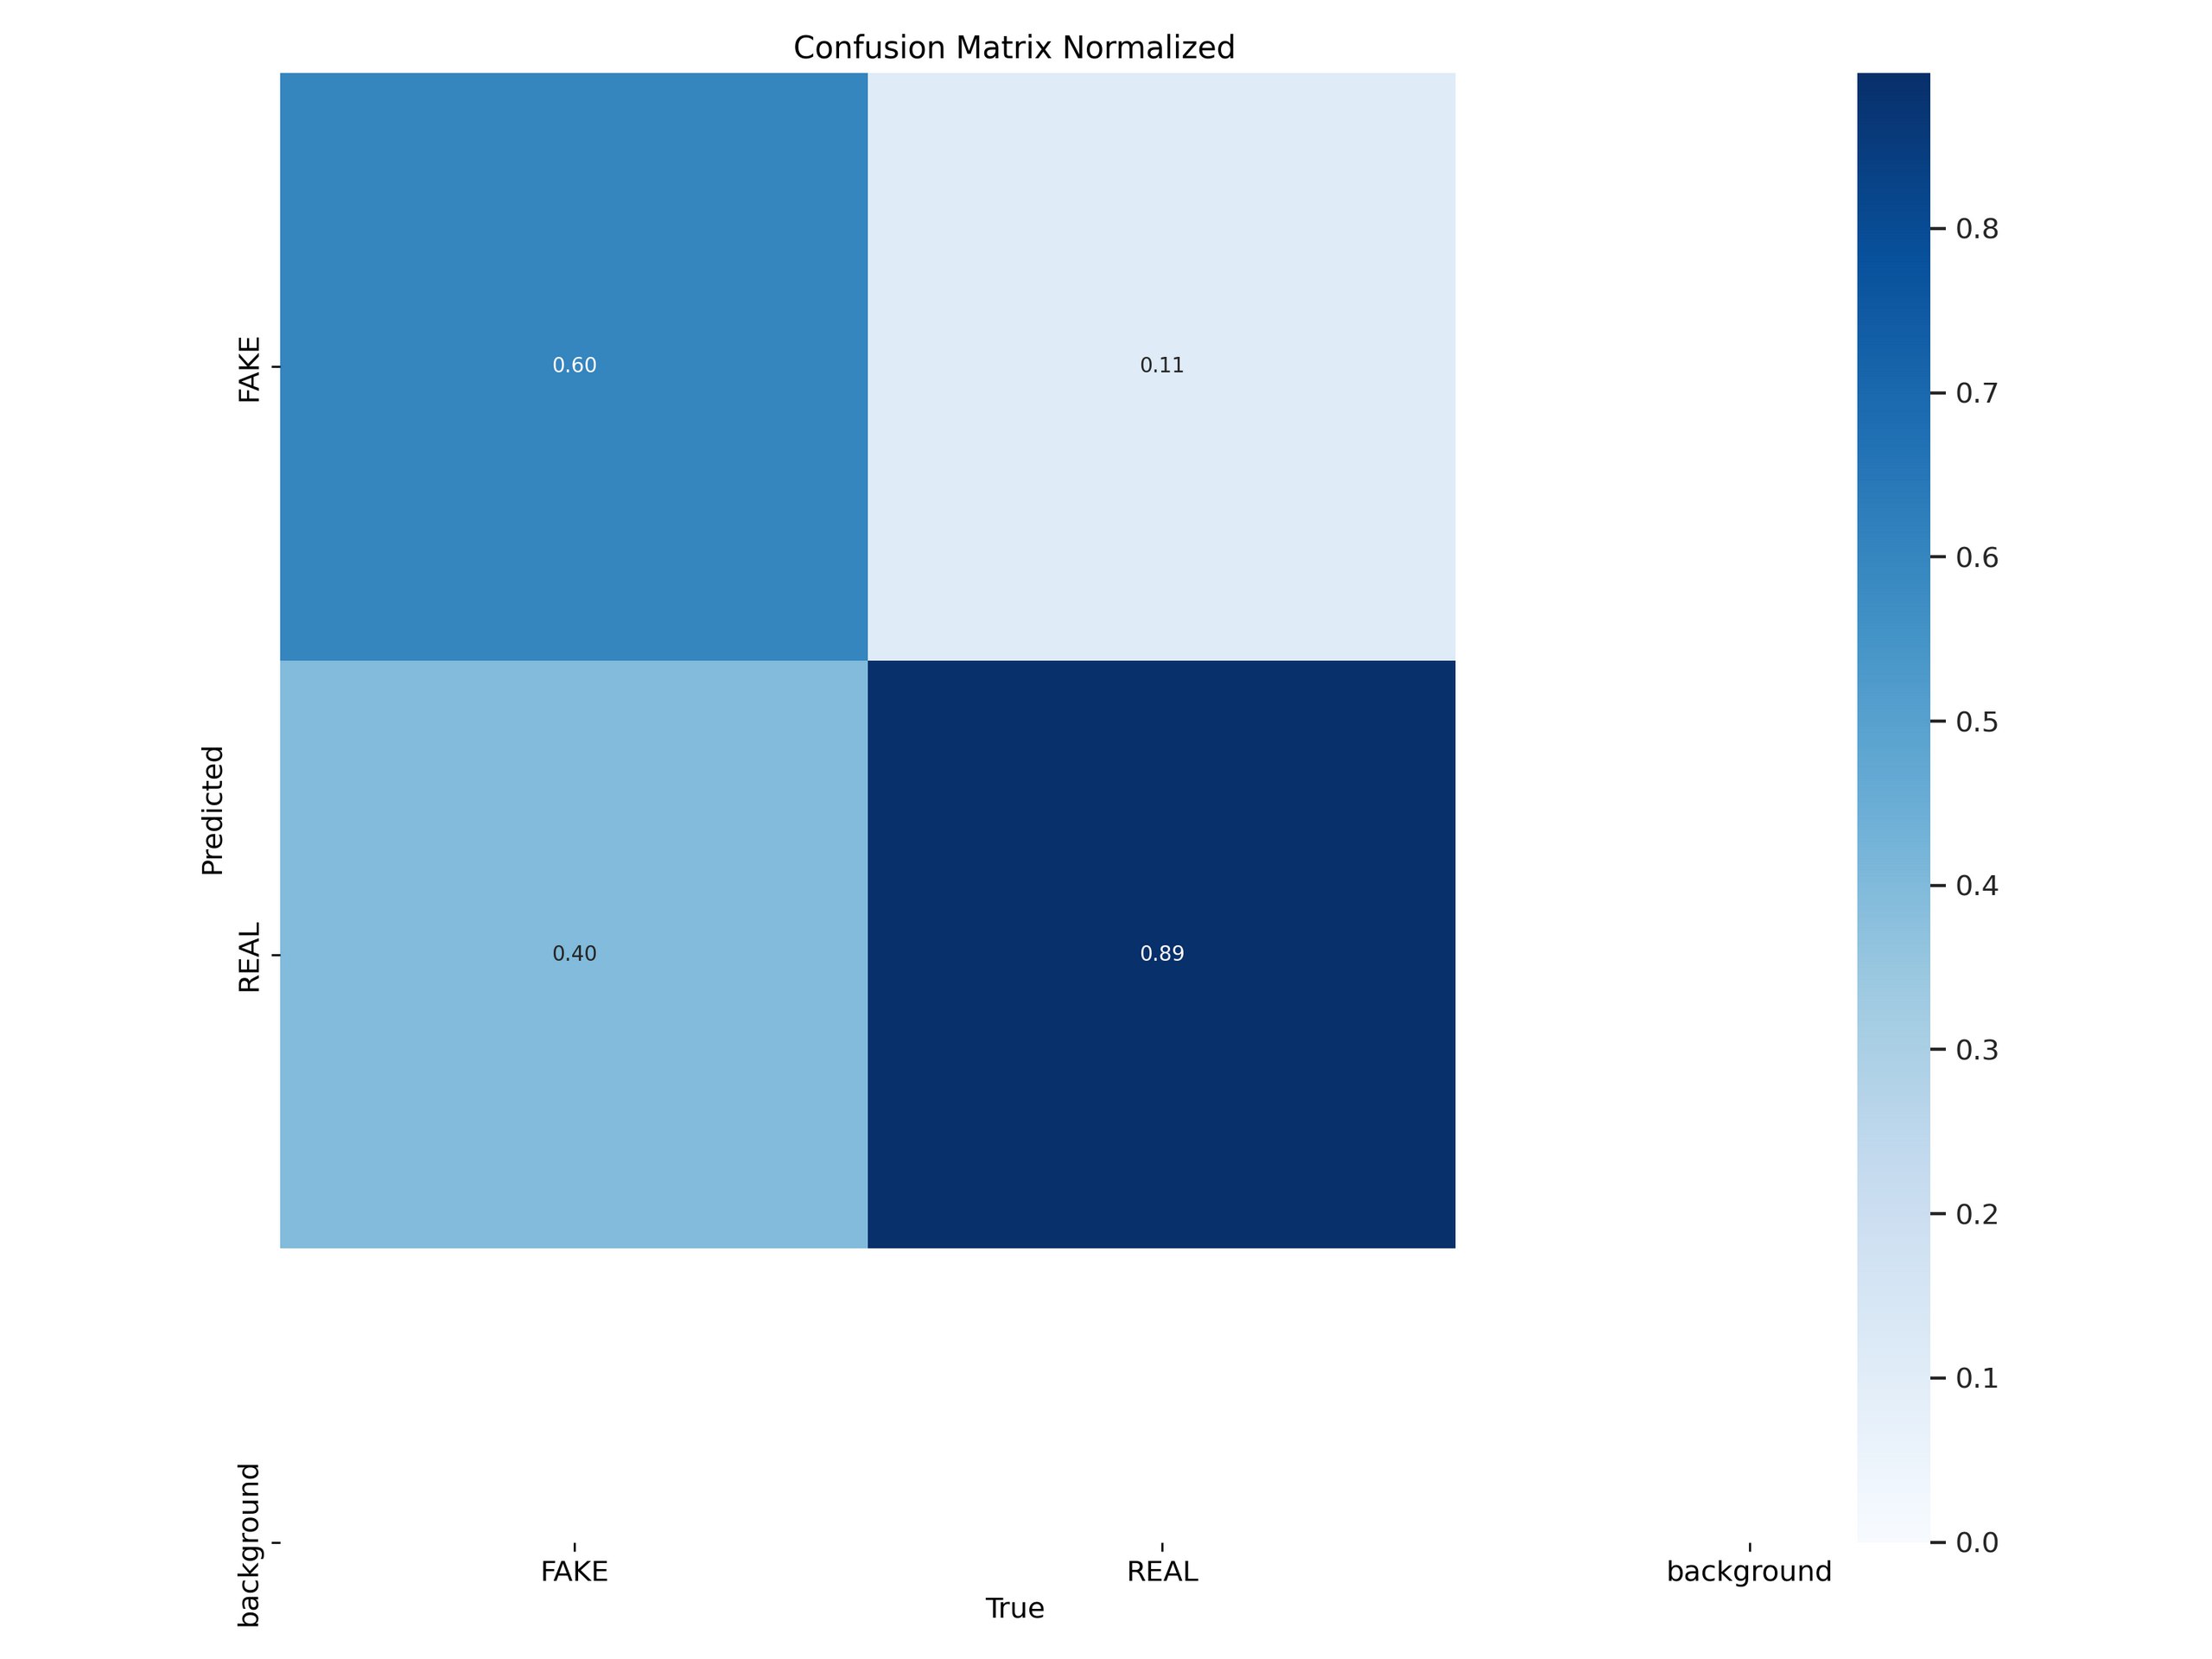 Confusion Matrix Normalized
FAKE
0.60
0.11
REAL
0.40
0.89
background
Predicted
FAKE
REAL
background
True
0.8
0.7
0.6
0.5
0.4
0.3
0.2
0.1
0.0